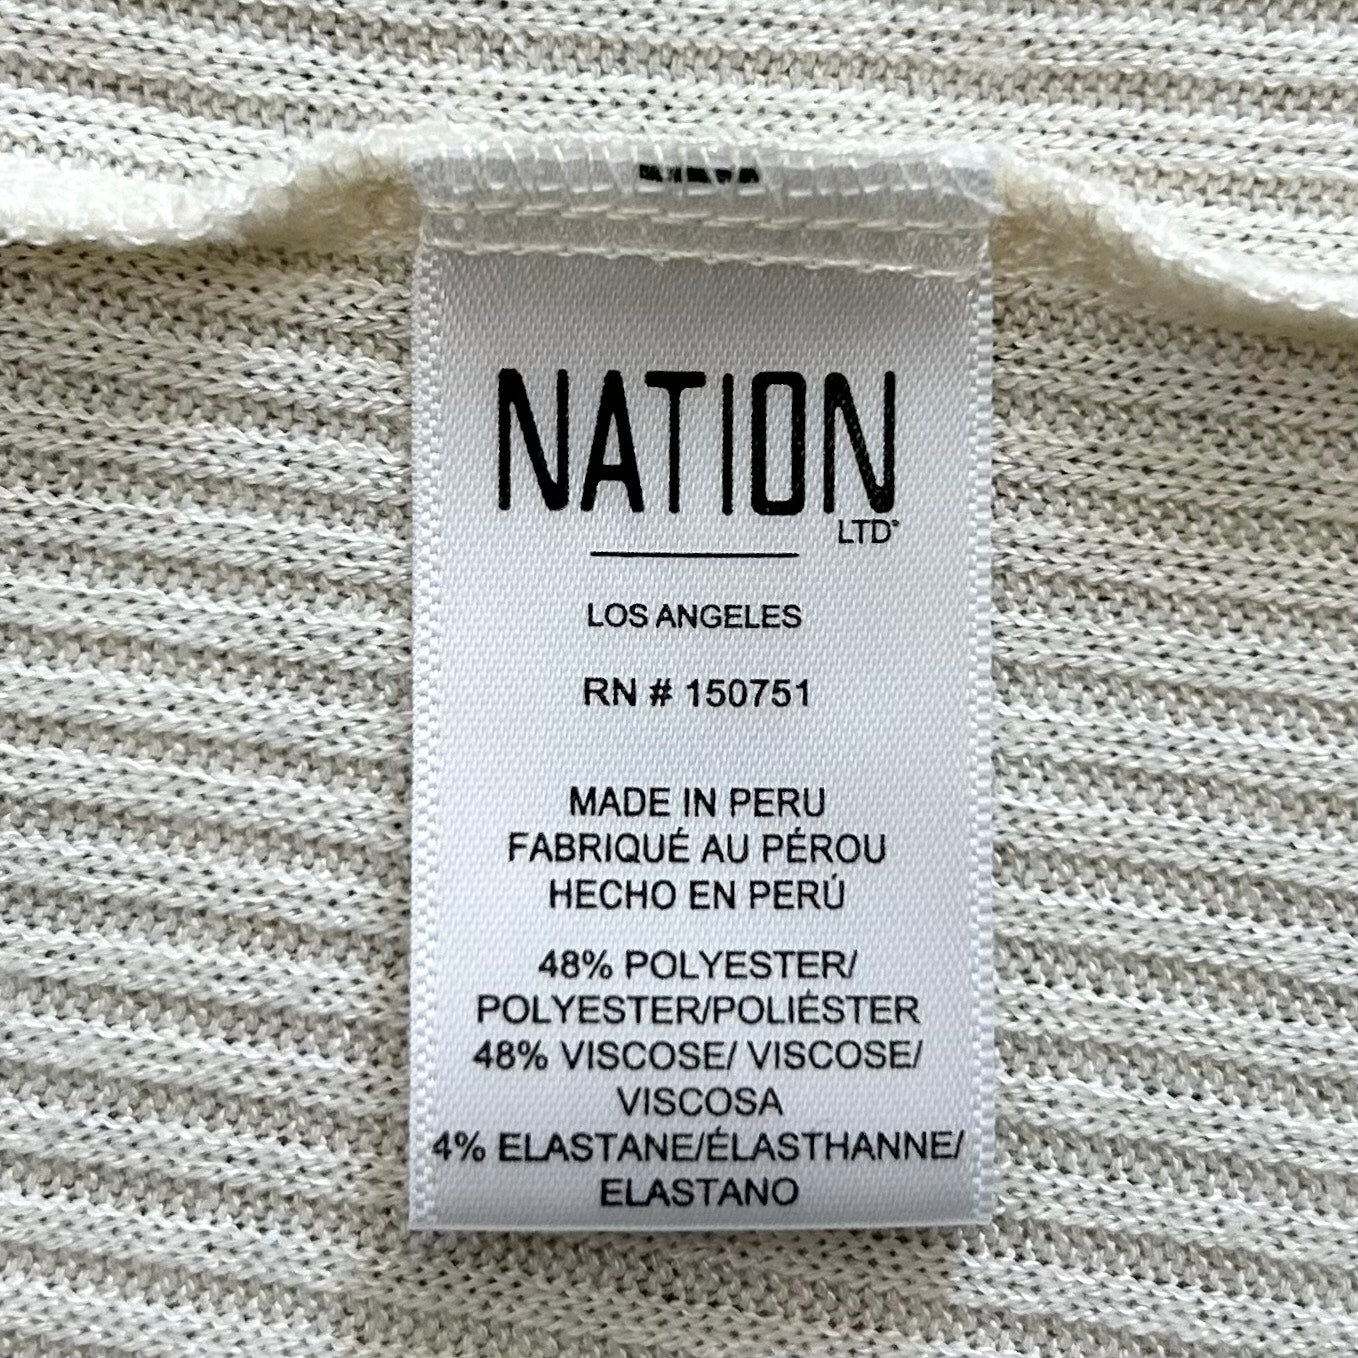 NATION
LTD
LOS ANGELES
RN # 150751
MADE IN PERU
FABRIQUÉ AU PÉROU
HECHO EN PERÚ
48% POLYESTER/
POLYESTER/POLIÉSTER
48% VISCOSE/ VISCOSE/
VISCOSA
4% ELASTANE/ÉLASTHANNE/
ELASTANO